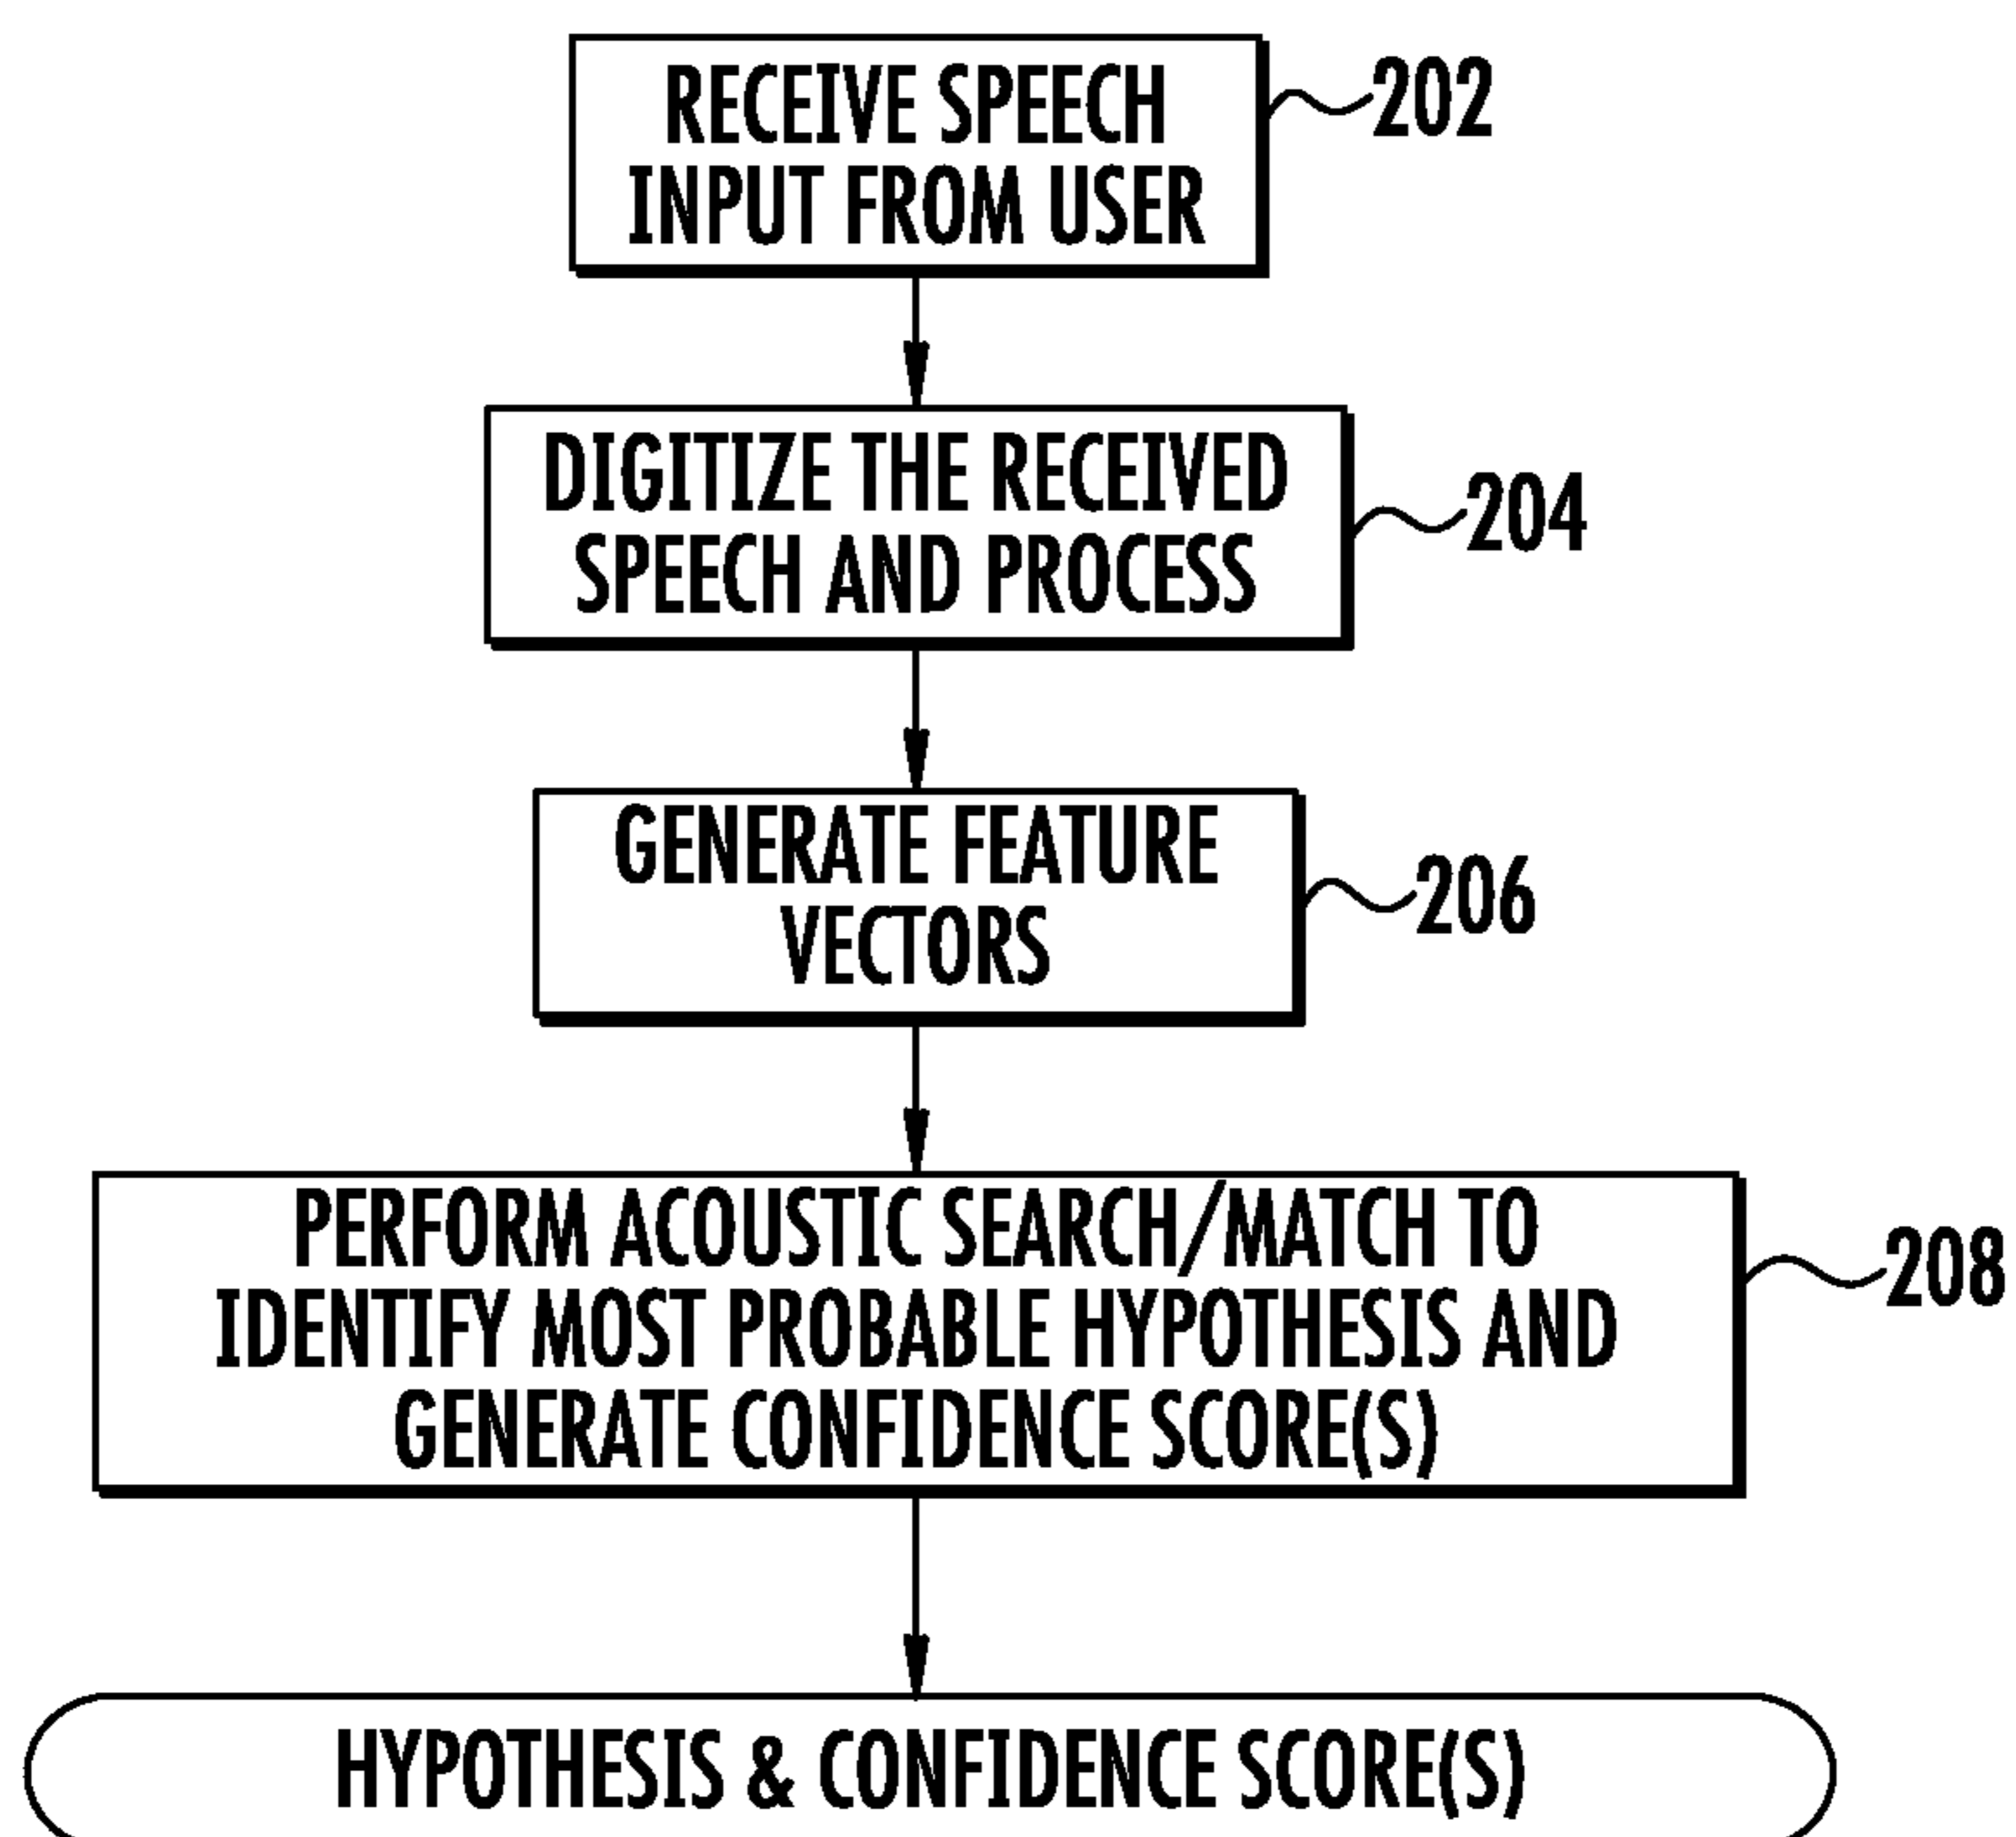 RECEIVE SPEECH
INPUT FROM USER
202
DIGITIZE THE RECEIVED
SPEECH AND PROCESS
204
GENERATE FEATURE
VECTORS
206
PERFORM ACOUSTIC SEARCH/MATCH TO
IDENTIFY MOST PROBABLE HYPOTHESIS AND
GENERATE CONFIDENCE SCORE(S)
208
HYPOTHESIS & CONFIDENCE SCORE(S)